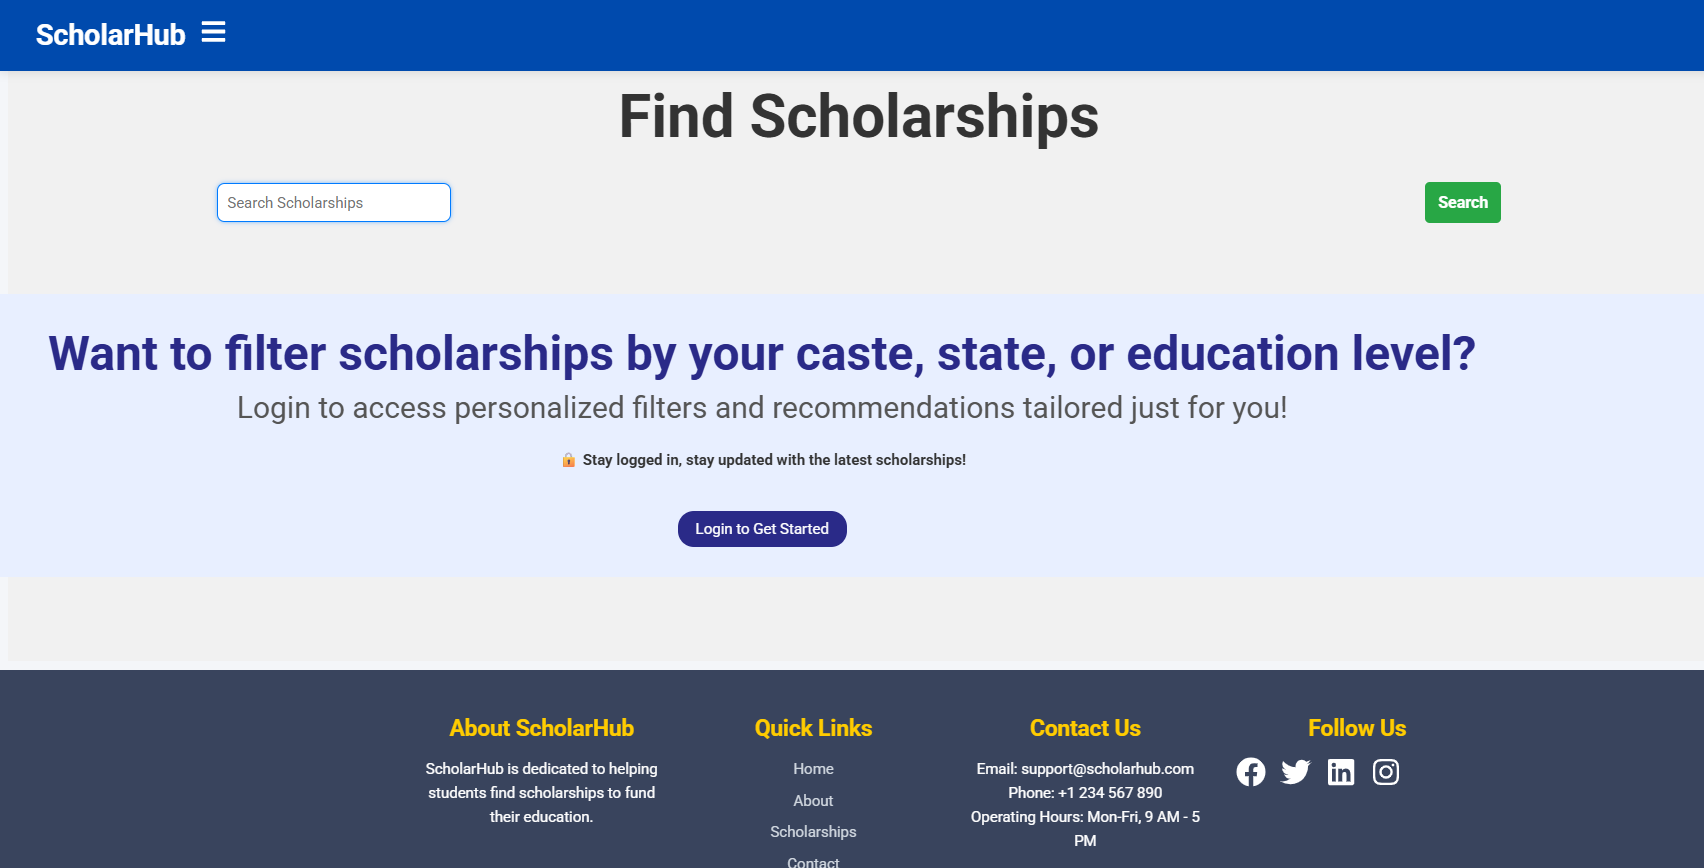 ScholarHub
Find Scholarships
Search Scholarships
Search
Want to filter scholarships by your caste, state, or education level?
Login to access personalized filters and recommendations tailored just for you!
Stay logged in, stay updated with the latest scholarships!
Login to Get Started
About ScholarHub
ScholarHub is dedicated to helping
students find scholarships to fund
their education.
Quick Links
Home
About
Scholarships
Contact
Contact Us
Email: support@scholarhub.com
Phone: +1 234 567 890
Operating Hours: Mon-Fri, 9 AM - 5
PM
Follow Us